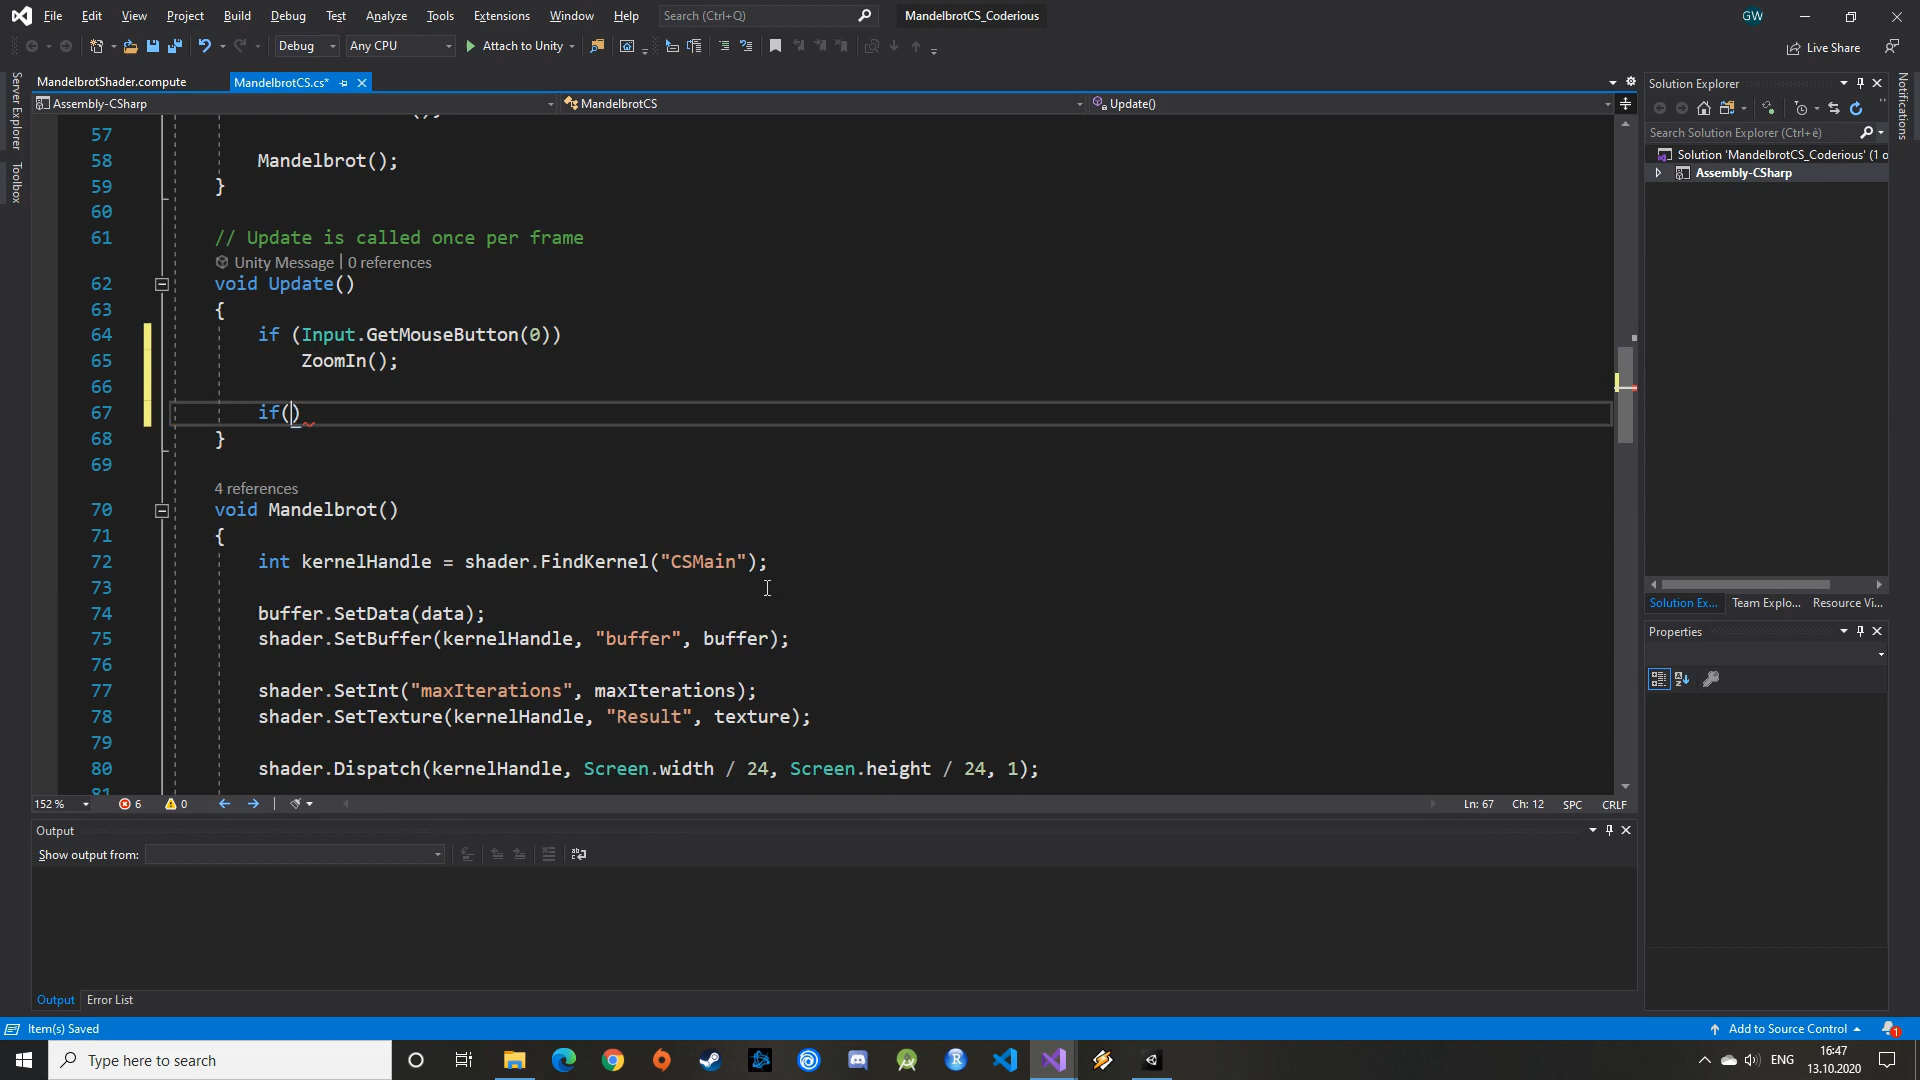 File Edit View Project Build Debug Test Analyze Tools Extensions Window Help Search (Ctrl+Q) MandelbrotCS_Coderious GW
Debug Any CPU Attach to Unity Live Share
MandelbrotShader.compute MandelbrotCS.cs*
Assembly-CSharp MandelbrotCS Update()
Server Explorer
Toolbox
Notifications
57
58 Mandelbrot();
59 }
60
61 // Update is called once per frame
Unity Message | 0 references
62 void Update()
63 {
64 if (Input.GetMouseButton(0))
65 ZoomIn();
66
67 if()
68 }
69
4 references
70 void Mandelbrot()
71 {
72 int kernelHandle = shader.FindKernel("CSMain");
73
74 buffer.SetData(data);
75 shader.SetBuffer(kernelHandle, "buffer", buffer);
76
77 shader.SetInt("maxIterations", maxIterations);
78 shader.SetTexture(kernelHandle, "Result", texture);
79
80 shader.Dispatch(kernelHandle, Screen.width / 24, Screen.height / 24, 1);
152 % 6 0 Ln: 67 Ch: 12 SPC CRLF
Solution Explorer
Search Solution Explorer (Ctrl+è)
Solution 'MandelbrotCS_Coderious' (1 o
Assembly-CSharp
Solution Ex... Team Explo... Resource Vi...
Properties
Output
Show output from:
Output Error List
Item(s) Saved Add to Source Control 1
Type here to search ENG 16:47
13.10.2020